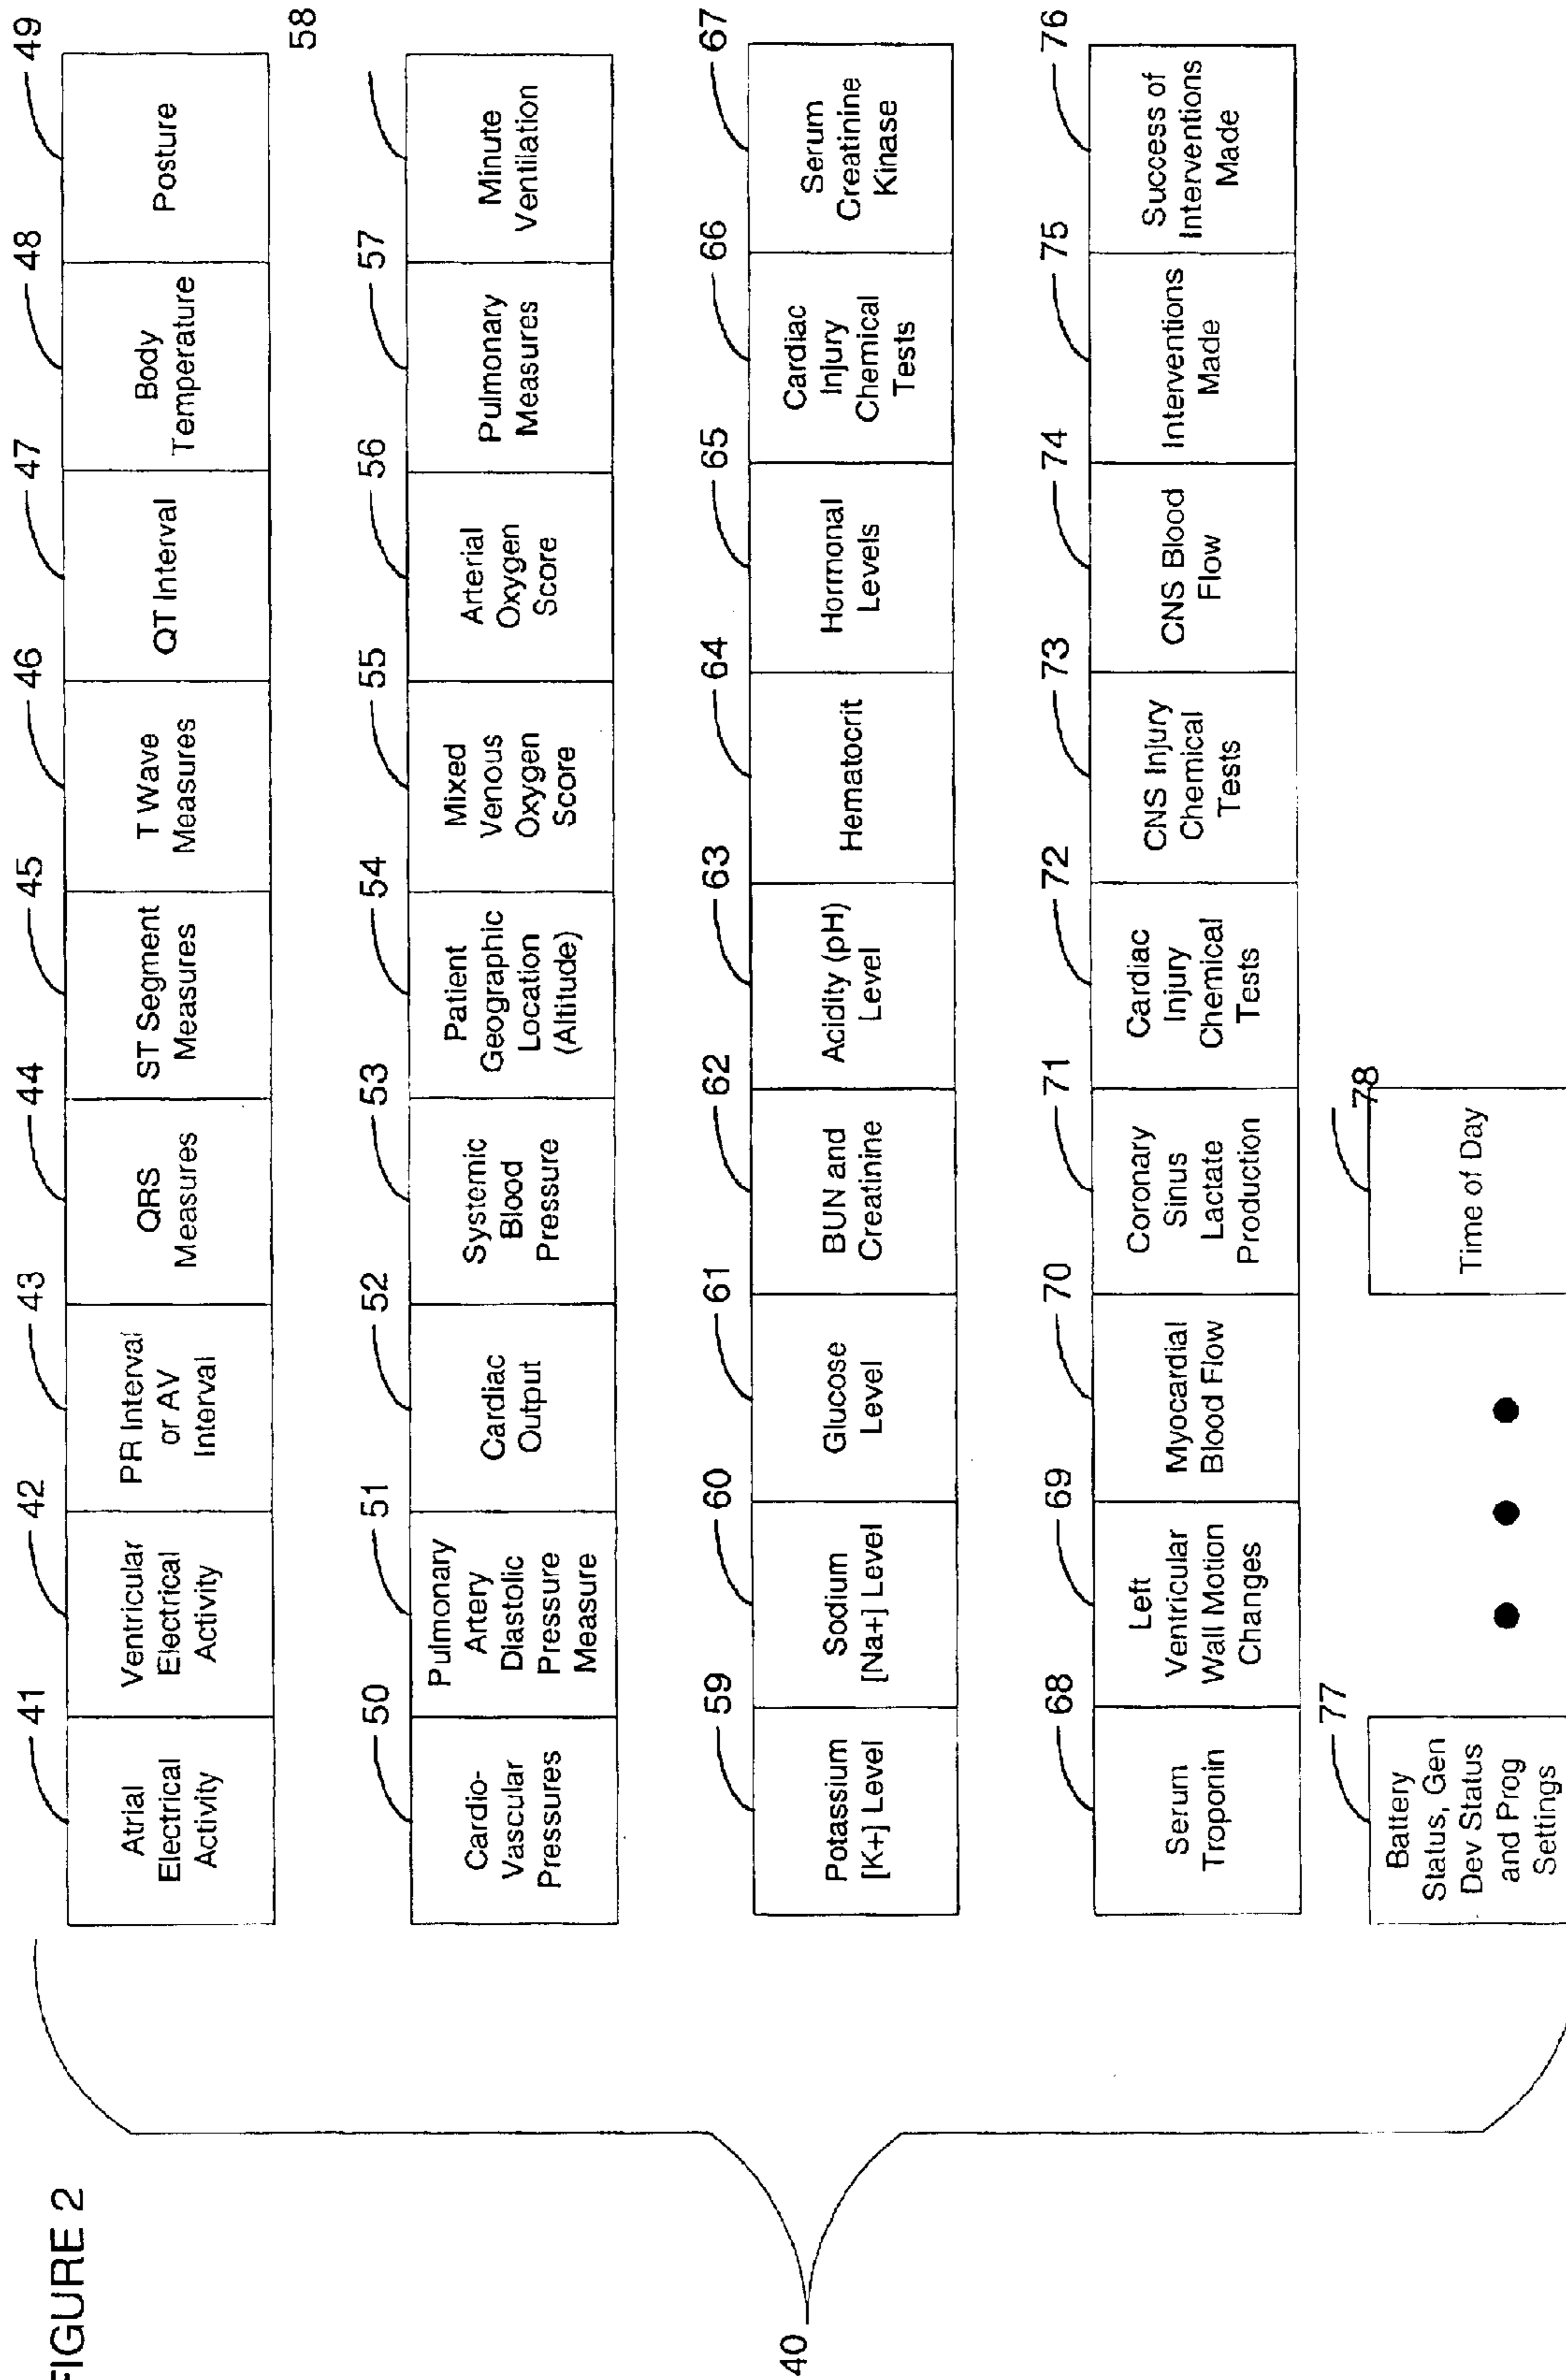 FIGURE 2
40
41
42
43
44
45
46
47
48
49
Atrial
Electrical
Activity
Ventricular
Electrical
Activity
PR Interval
or AV
Interval
QRS
Measures
ST Segment
Measures
T Wave
Measures
QT Interval
Body
Temperature
Posture
50
51
52
53
54
55
56
57
58
Cardio-
Vascular
Pressures
Pulmonary
Artery
Diastolic
Pressure
Measure
Cardiac
Output
Systemic
Blood
Pressure
Patient
Geographic
Location
(Altitude)
Mixed
Venous
Oxygen
Score
Arterial
Oxygen
Score
Pulmonary
Measures
Minute
Ventilation
59
60
61
62
63
64
65
66
67
Potassium
[K+] Level
Sodium
[Na+] Level
Glucose
Level
BUN and
Creatinine
Acidity (pH)
Level
Hematocrit
Hormonal
Levels
Cardiac
Injury
Chemical
Tests
Serum
Creatinine
Kinase
68
69
70
71
72
73
74
75
76
Serum
Troponin
Left
Ventricular
Wall Motion
Changes
Myocardial
Blood Flow
Coronary
Sinus
Lactate
Production
Cardiac
Injury
Chemical
Tests
CNS Injury
Chemical
Tests
CNS Blood
Flow
Interventions
Made
Success of
Interventions
Made
77
78
Battery
Status, Gen
Dev Status
and Prog
Settings
Time of Day